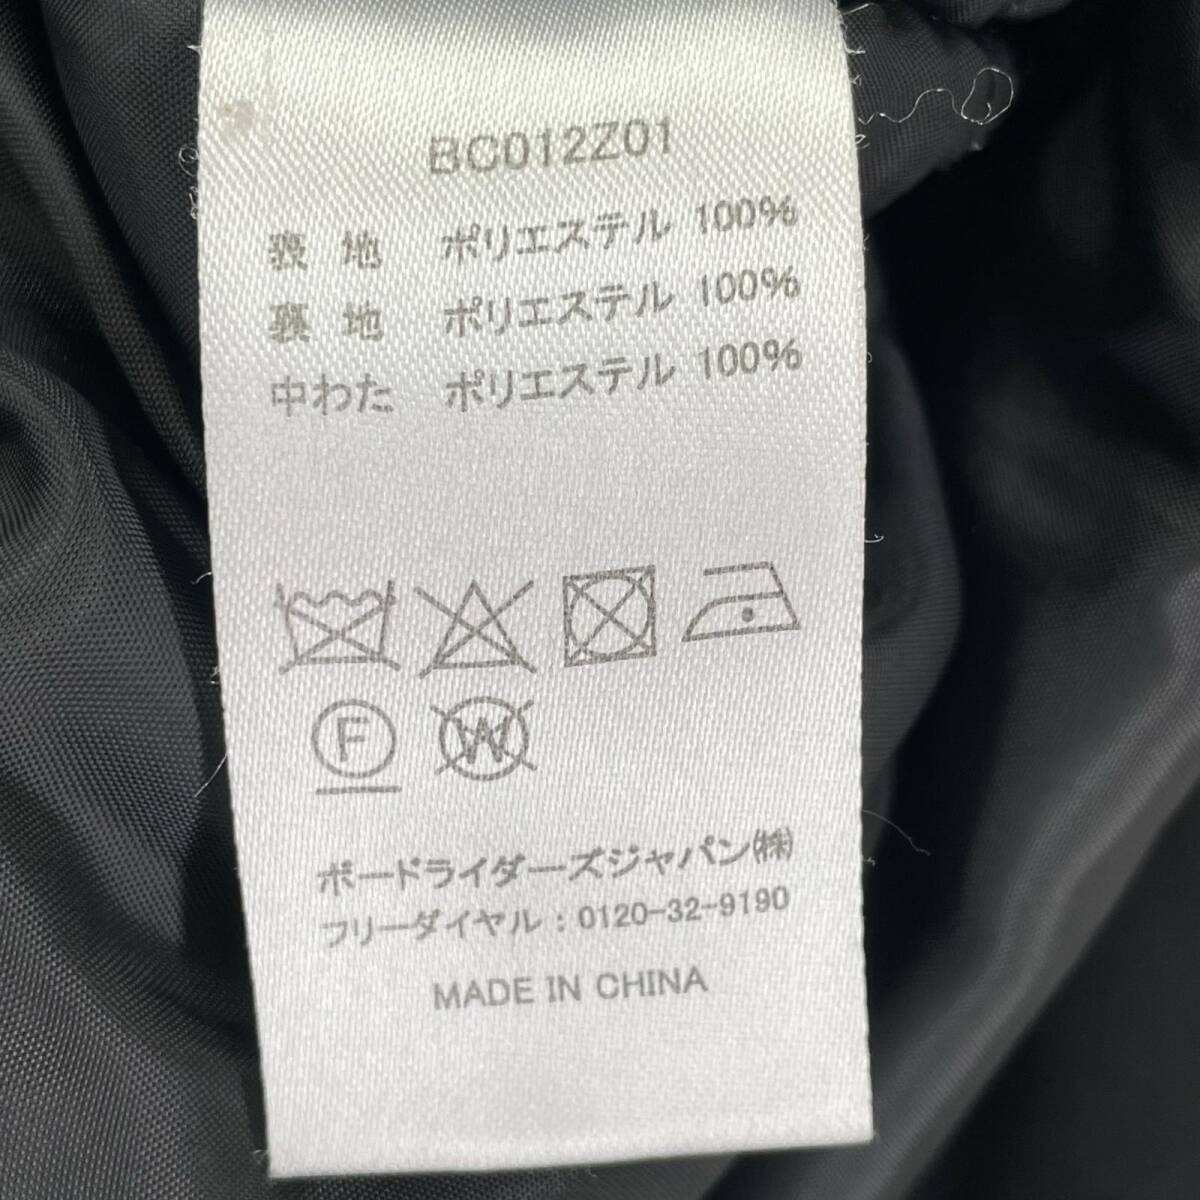 BC012Z01
表 地 ポリエステル 100%
裏 地 ポリエステル 100%
中わた ポリエステル 100%
F W
ボードライダーズジャパン㈱
フリーダイヤル：0120-32-9190
MADE IN CHINA